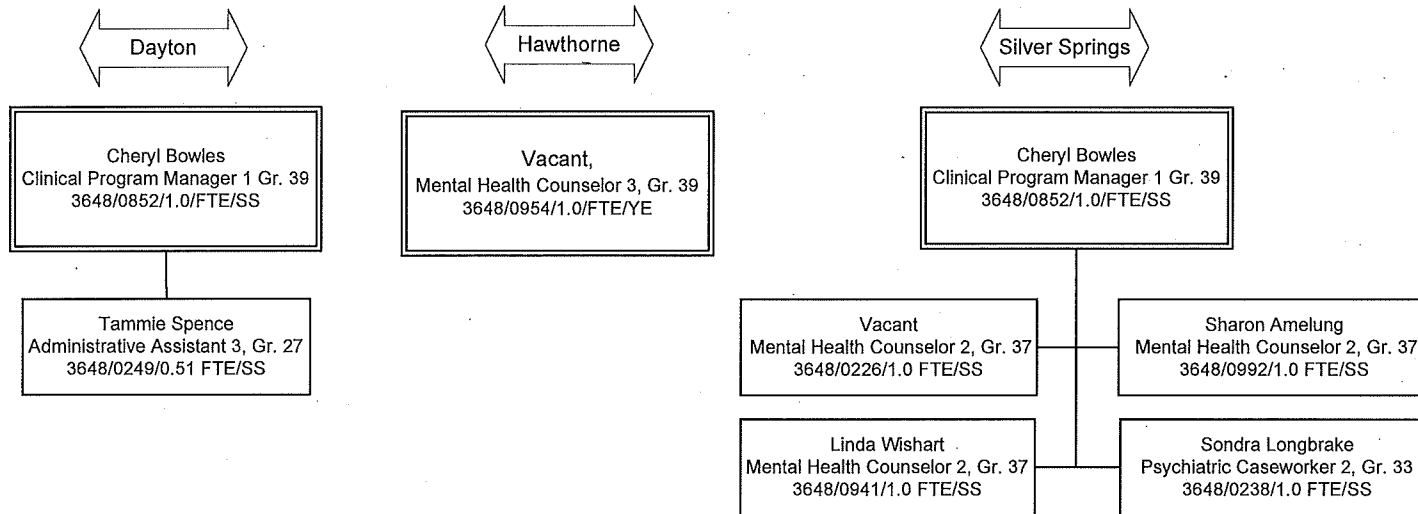 Dayton
Cheryl Bowles
Clinical Program Manager 1 Gr. 39
3648/0852/1.0/FTE/SS
Tammie Spence
Administrative Assistant 3, Gr. 27
3648/0249/0.51 FTE/SS
Hawthorne
Vacant,
Mental Health Counselor 3, Gr. 39
3648/0954/1.0/FTE/YE
Silver Springs
Cheryl Bowles
Clinical Program Manager 1 Gr. 39
3648/0852/1.0/FTE/SS
Vacant
Mental Health Counselor 2, Gr. 37
3648/0226/1.0 FTE/SS
Sharon Amelung
Mental Health Counselor 2, Gr. 37
3648/0992/1.0 FTE/SS
Linda Wishart
Mental Health Counselor 2, Gr. 37
3648/0941/1.0 FTE/SS
Sondra Longbrake
Psychiatric Caseworker 2, Gr. 33
3648/0238/1.0 FTE/SS